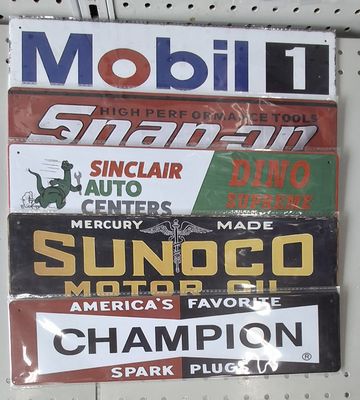 Mobil 1
HIGH PERFORMANCE TOOLS
Snap-on
SINCLAIR
AUTO
CENTERS
DINO
SUPREME
MERCURY MADE
SUNOCO
MOTOR OIL
AMERICA'S FAVORITE
CHAMPION
®
SPARK PLUGS